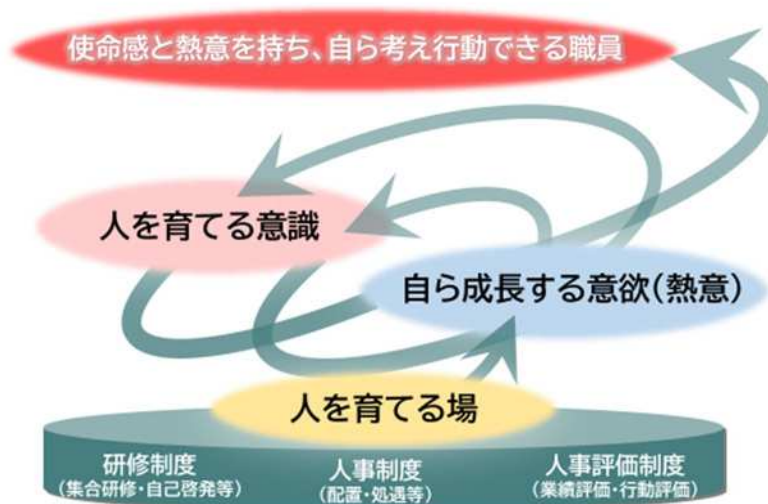 使命感と熱意を持ち、自ら考え行動できる職員
人を育てる意識
自ら成長する意欲(熱意)
人を育てる場
研修制度
(集合研修・自己啓発等)
人事制度
(配置・処遇等)
人事評価制度
(業績評価・行動評価)